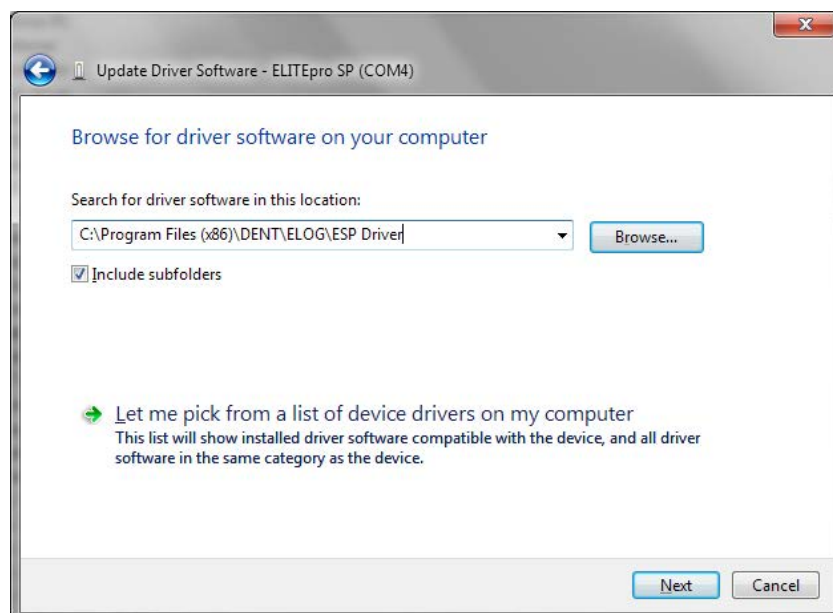 Update Driver Software - ELITEpro SP (COM4)
Browse for driver software on your computer
Search for driver software in this location:
C:\Program Files (x86)\DENT\ELOG\ESP Driver
Browse...
Include subfolders
Let me pick from a list of device drivers on my computer
This list will show installed driver software compatible with the device, and all driver
software in the same category as the device.
Next
Cancel